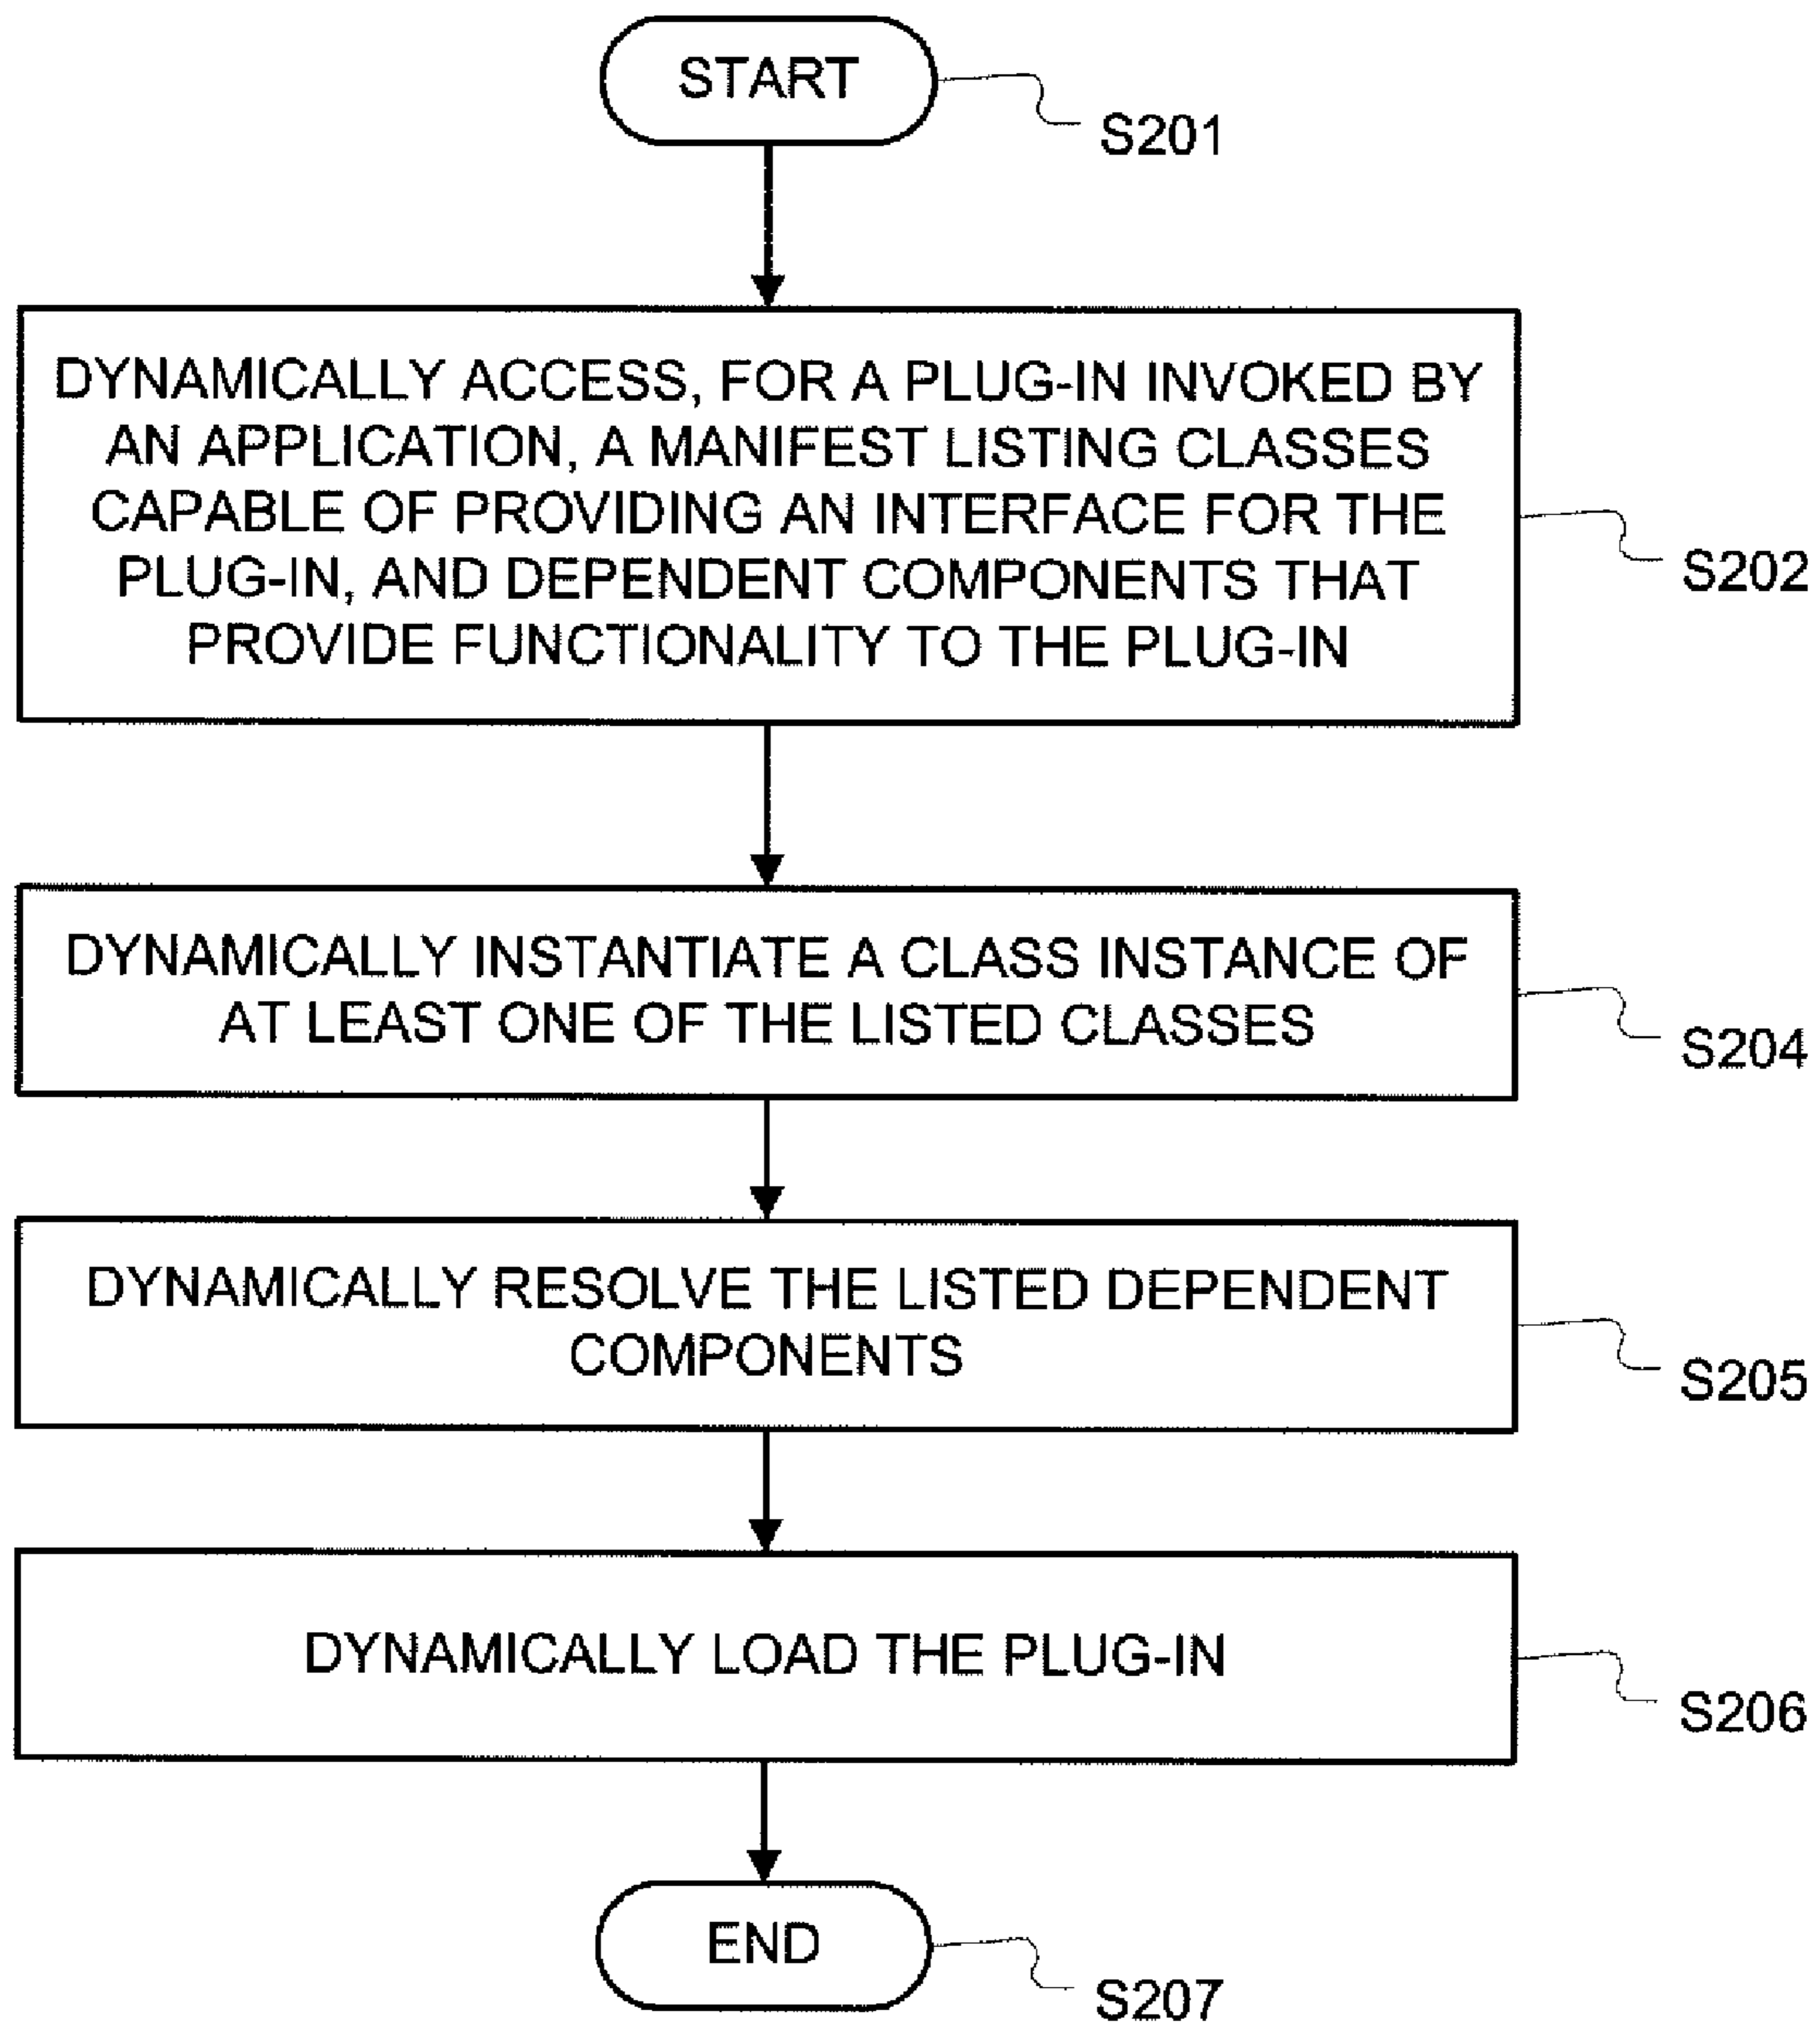 START
S201
DYNAMICALLY ACCESS, FOR A PLUG-IN INVOKED BY
AN APPLICATION, A MANIFEST LISTING CLASSES
CAPABLE OF PROVIDING AN INTERFACE FOR THE
PLUG-IN, AND DEPENDENT COMPONENTS THAT
PROVIDE FUNCTIONALITY TO THE PLUG-IN
S202
DYNAMICALLY INSTANTIATE A CLASS INSTANCE OF
AT LEAST ONE OF THE LISTED CLASSES
S204
DYNAMICALLY RESOLVE THE LISTED DEPENDENT
COMPONENTS
S205
DYNAMICALLY LOAD THE PLUG-IN
S206
END
S207